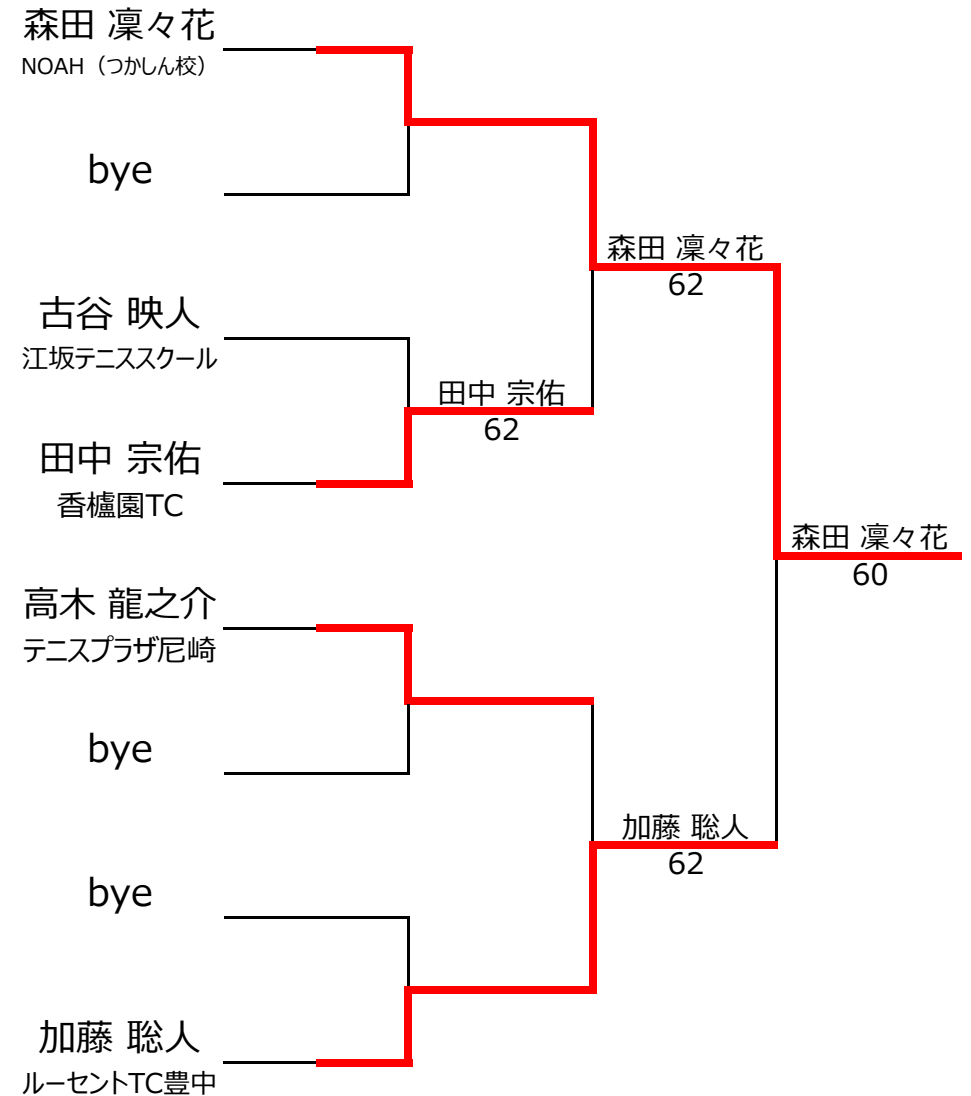 森田 凜々花
NOAH（つかしん校）
bye
森田 凜々花
62
古谷 映人
江坂テニススクール
田中 宗佑
62
田中 宗佑
香櫨園TC
森田 凜々花
60
高木 龍之介
テニスプラザ尼崎
bye
加藤 聡人
62
bye
加藤 聡人
ルーセントTC豊中